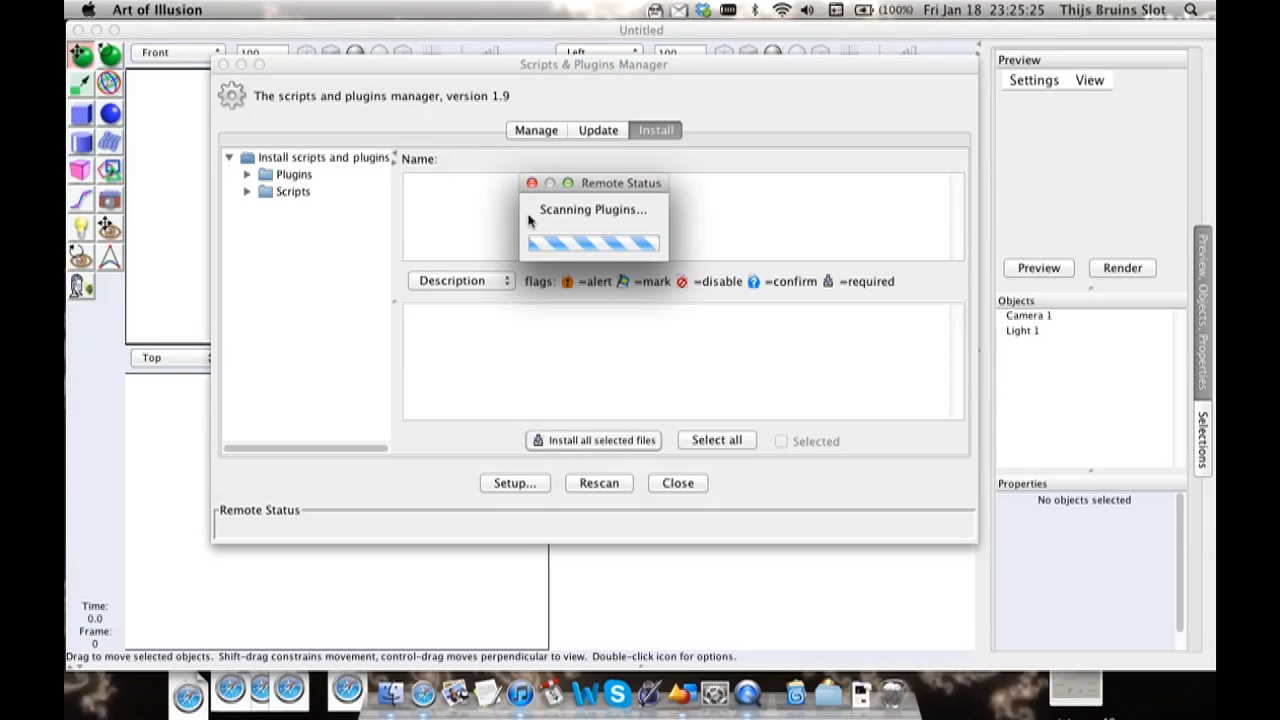 Art of Illusion (100%) Fri Jan 18 23:25:25 Thijs Bruins Slot
Untitled
Front 100 Left 100
Scripts & Plugins Manager
Preview
Settings View
The scripts and plugins manager, version 1.9
Manage Update Install
Install scripts and plugins
Plugins
Scripts
Name:
Remote Status
Scanning Plugins...
Description flags: =alert =mark =disable =confirm =required
Preview Render
Objects
Camera 1
Light 1
Top
Preview, Objects, Properties
Selections
Install all selected files Select all Selected
Setup... Rescan Close
Remote Status
Properties
No objects selected
Time:
0.0
Frame:
0
Drag to move selected objects. Shift-drag constrains movement, control-drag moves perpendicular to view. Double-click icon for options.